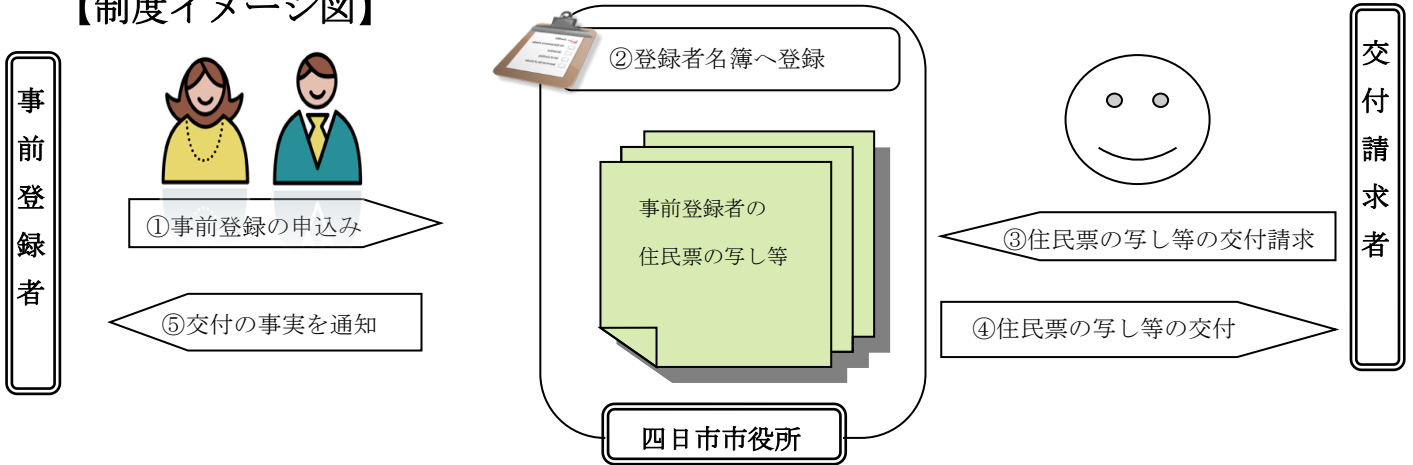 【制度イメージ図】
事前登録者
①事前登録の申込み
⑤交付の事実を通知
②登録者名簿へ登録
事前登録者の
住民票の写し等
四日市市役所
③住民票の写し等の交付請求
④住民票の写し等の交付
交付請求者